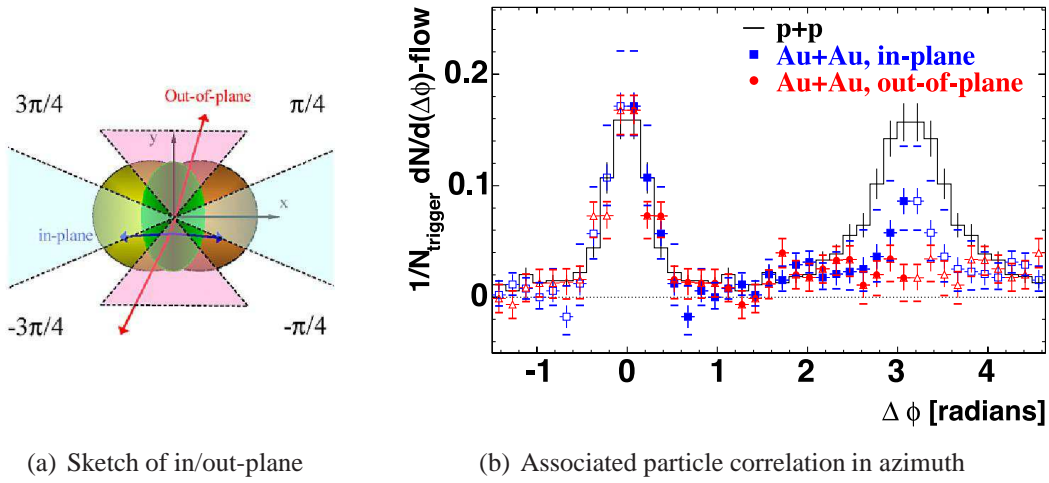 3π/4
Out-of-plane
π/4
y
x
in-plane
-3π/4
-π/4
(a) Sketch of in/out-plane
1/N_trigger dN/d(Δϕ)-flow
0.2
0.1
0
p+p
Au+Au, in-plane
Au+Au, out-of-plane
-1 0 1 2 3 4
Δ ϕ [radians]
(b) Associated particle correlation in azimuth